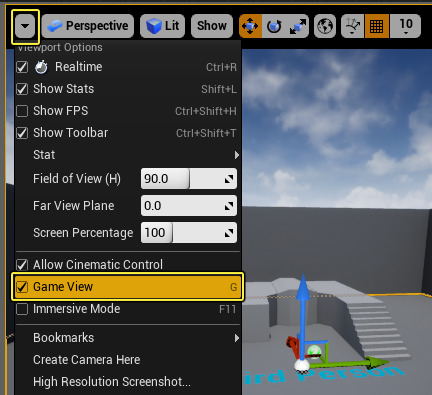 Perspective Lit Show 10
Viewport Options
Realtime Ctrl+R
Show Stats Shift+L
Show FPS Ctrl+Shift+H
Show Toolbar Ctrl+Shift+T
Stat
Field of View (H) 90.0
Far View Plane 0.0
Screen Percentage 100
Allow Cinematic Control
Game View G
Immersive Mode F11
Bookmarks
Create Camera Here
High Resolution Screenshot...
ird Person